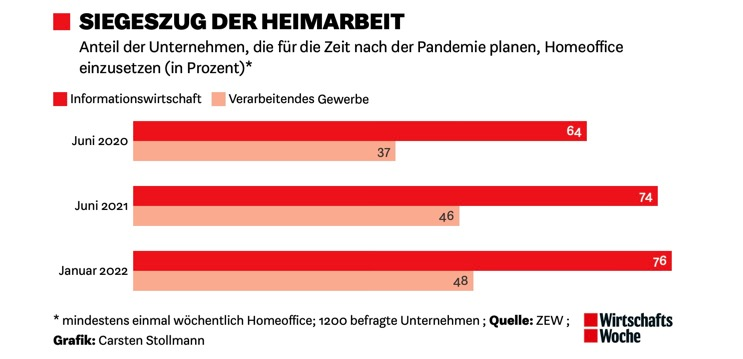 SIEGESZUG DER HEIMARBEIT
Anteil der Unternehmen, die für die Zeit nach der Pandemie planen, Homeoffice
einzusetzen (in Prozent)*
Informationswirtschaft Verarbeitendes Gewerbe
Juni 2020 64
37
Juni 2021 74
46
Januar 2022 76
48
* mindestens einmal wöchentlich Homeoffice; 1200 befragte Unternehmen ; Quelle: ZEW ;
Grafik: Carsten Stollmann
Wirtschafts
Woche